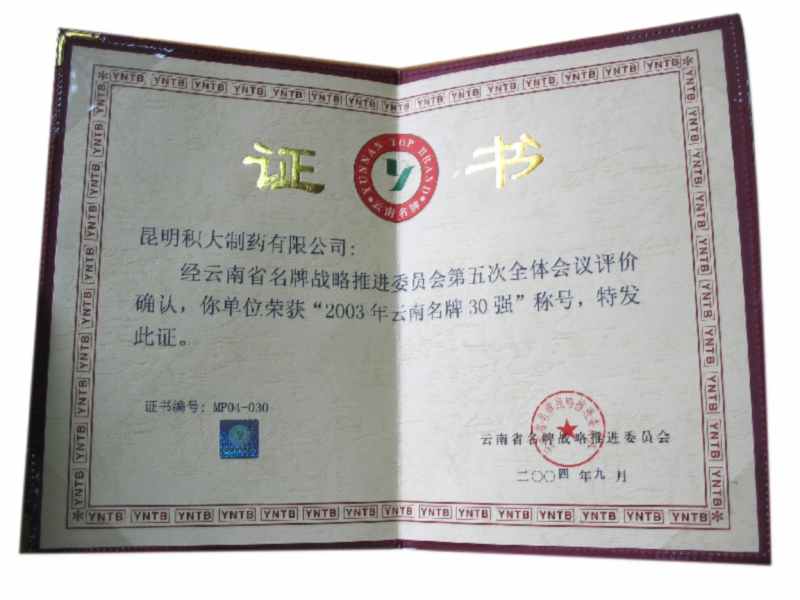 证 书
YUNNAN TOP BRAND
云南名牌
昆明积大制药有限公司:
经云南省名牌战略推进委员会第五次全体会议评价
确认，你单位荣获“2003年云南名牌30强”称号，特发
此证。
证书编号: MP04-030
云南省名牌战略推进委员会
二〇〇四年九月
YNTB